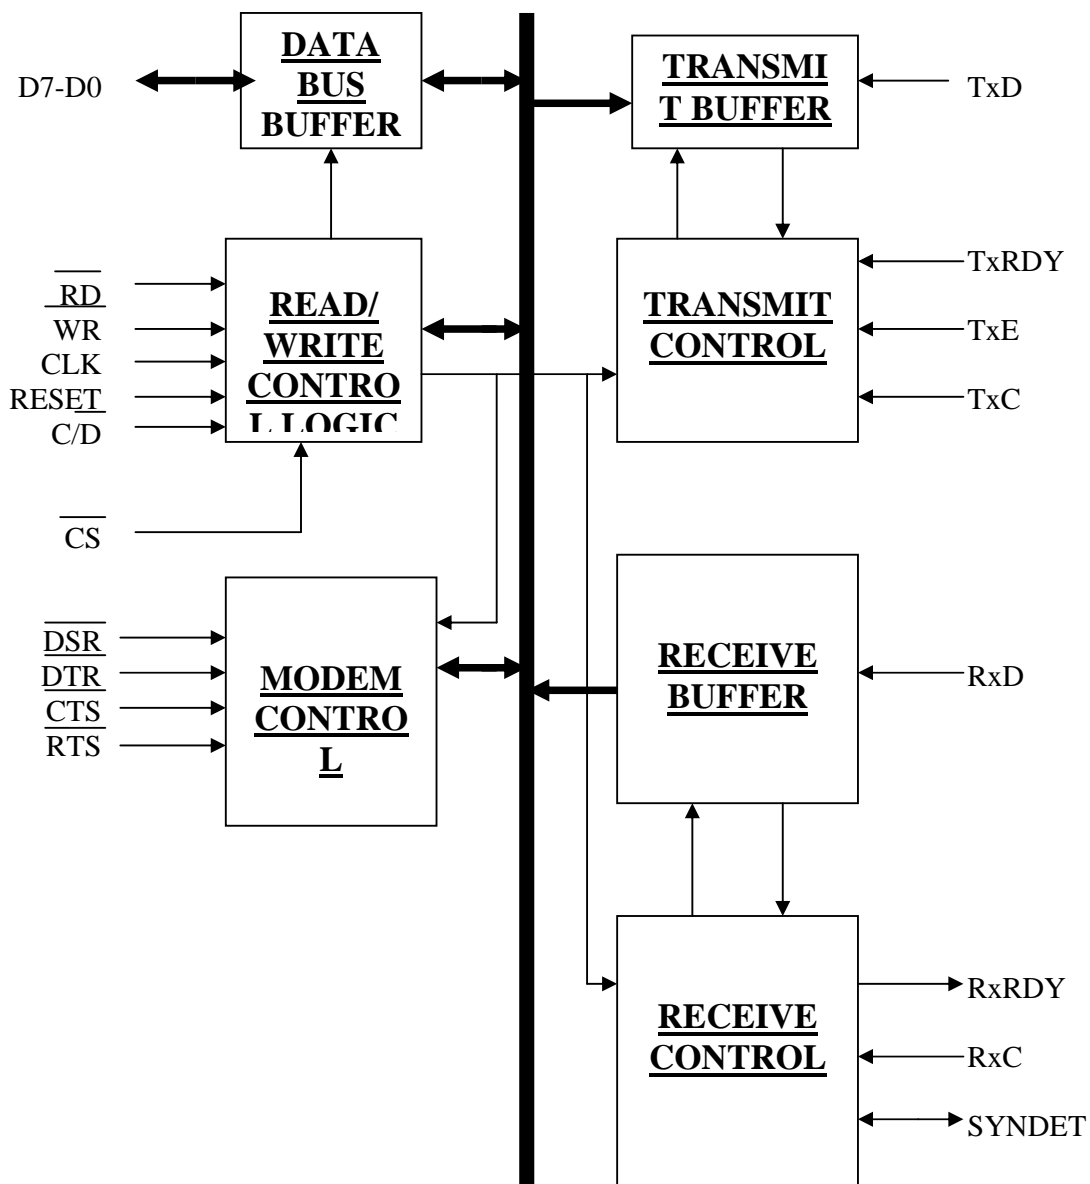 DATA
BUS
BUFFER
D7-D0
TRANSMI
T BUFFER
TxD
RD
WR
CLK
RESET
C/D
CS
READ/
WRITE
CONTRO
L LOGIC
TRANSMIT
CONTROL
TxRDY
TxE
TxC
DSR
DTR
CTS
RTS
MODEM
CONTRO
L
RECEIVE
BUFFER
RxD
RECEIVE
CONTROL
RxRDY
RxC
SYNDET